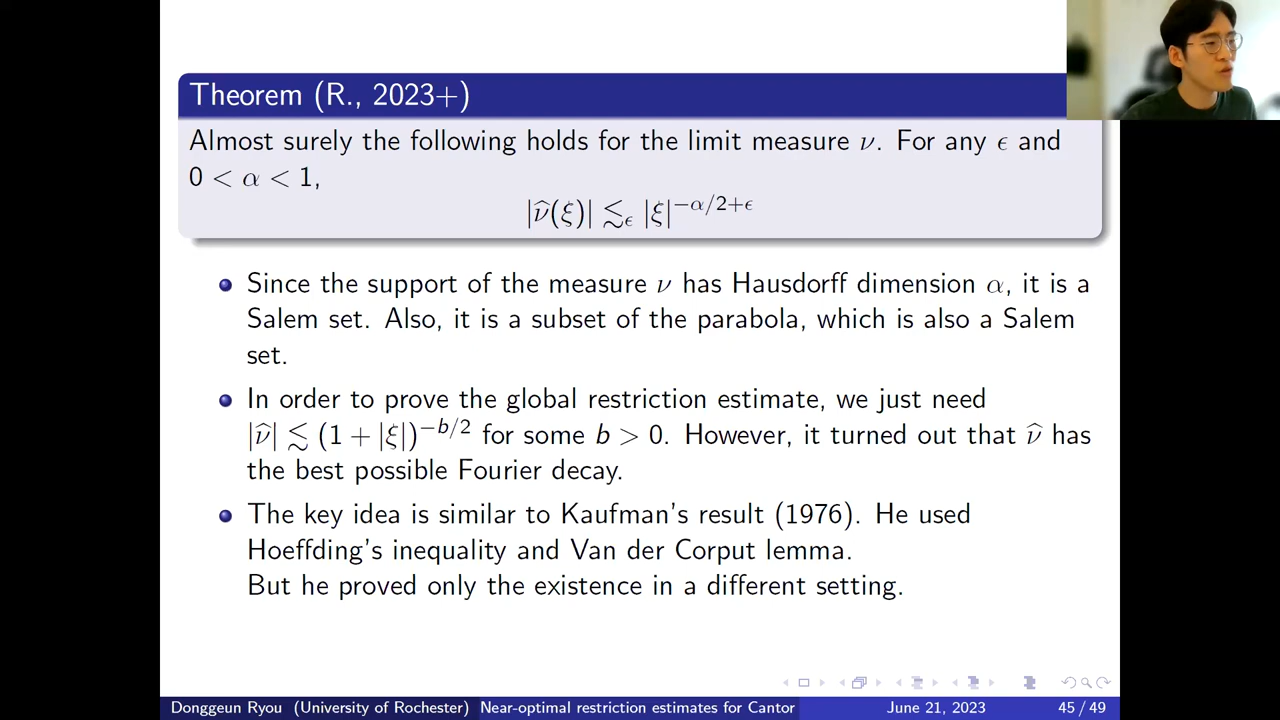 Theorem (R., 2023+)
Almost surely the following holds for the limit measure ν. For any ϵ and
0 < α < 1,
|ν̂(ξ)| ≲_ϵ |ξ|^{−α/2+ϵ}
Since the support of the measure ν has Hausdorff dimension α, it is a
Salem set. Also, it is a subset of the parabola, which is also a Salem
set.
In order to prove the global restriction estimate, we just need
|ν̂| ≲ (1 + |ξ|)^{−b/2} for some b > 0. However, it turned out that ν̂ has
the best possible Fourier decay.
The key idea is similar to Kaufman's result (1976). He used
Hoeffding's inequality and Van der Corput lemma.
But he proved only the existence in a different setting.
Donggeun Ryou (University of Rochester) Near-optimal restriction estimates for Cantor June 21, 2023 45 / 49